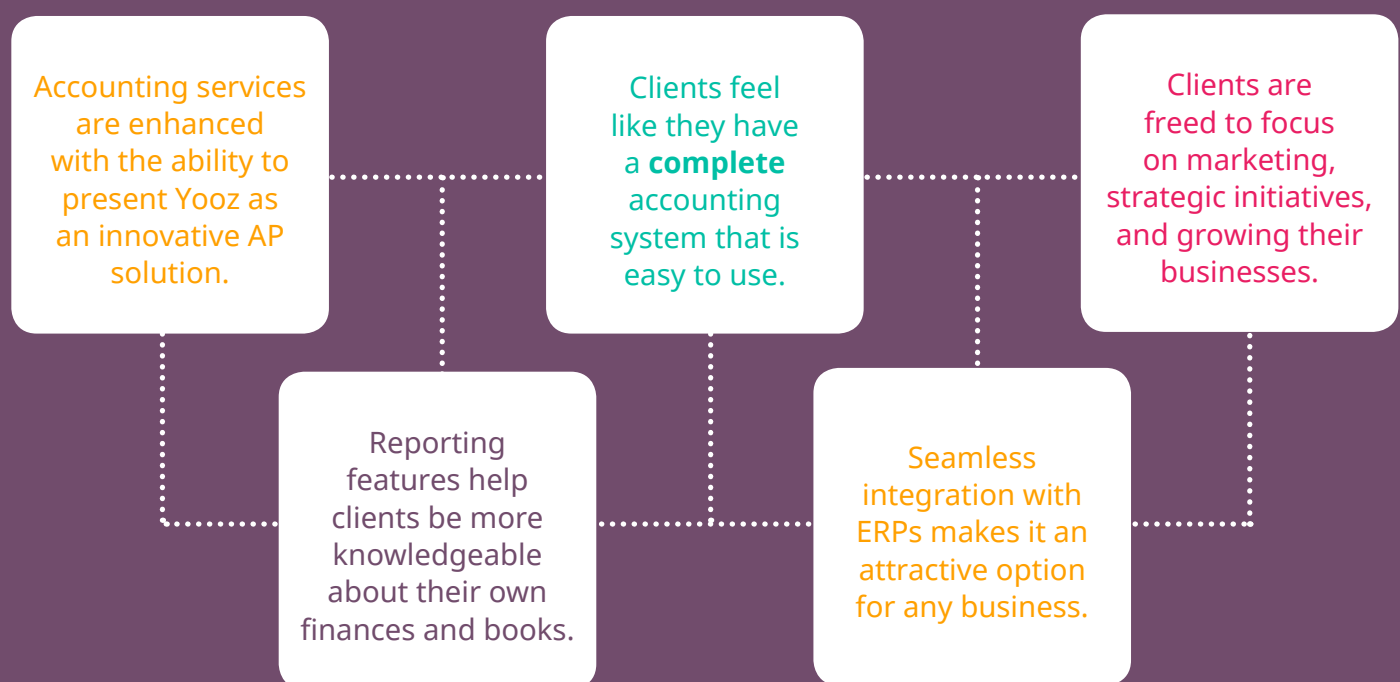 Accounting services
are enhanced
with the ability to
present Yooz as
an innovative AP
solution.
Clients feel
like they have
a complete
accounting
system that is
easy to use.
Clients are
freed to focus
on marketing,
strategic initiatives,
and growing their
businesses.
Reporting
features help
clients be more
knowledgeable
about their own
finances and books.
Seamless
integration with
ERPs makes it an
attractive option
for any business.